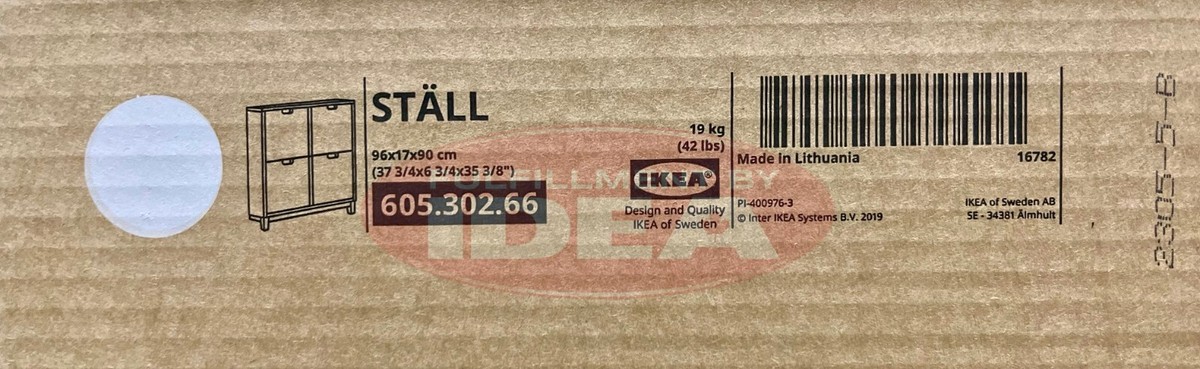 STÄLL
96x17x90 cm
(37 3/4x6 3/4x35 3/8")
605.302.66
19 kg
(42 lbs)
IKEA®
Design and Quality
IKEA of Sweden
Made in Lithuania
16782
PI-400976-3
© Inter IKEA Systems B.V. 2019
IKEA of Sweden AB
SE - 34381 Älmhult
2305-5-B
FULFILLMENT BY
IDEA